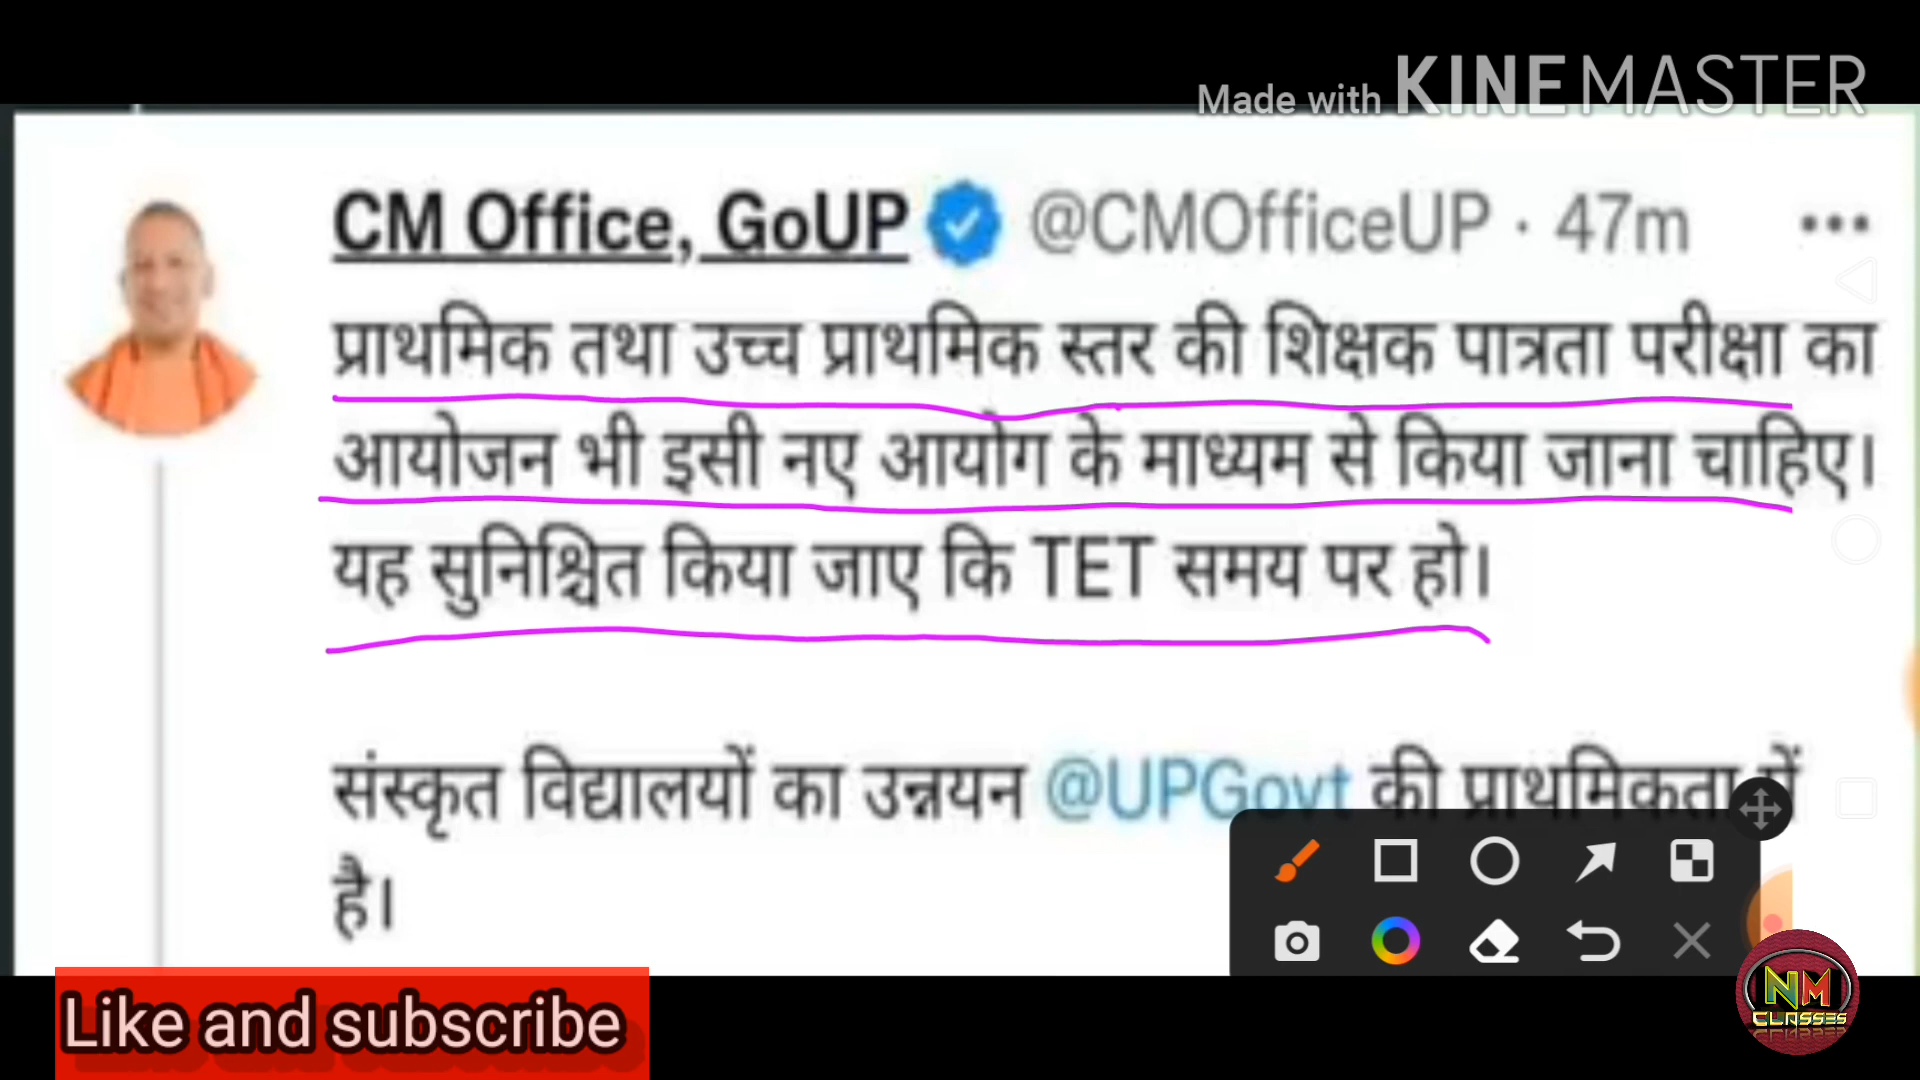 Made with KINEMASTER
CM Office, GoUP @CMOfficeUP · 47m
प्राथमिक तथा उच्च प्राथमिक स्तर की शिक्षक पात्रता परीक्षा का
आयोजन भी इसी नए आयोग के माध्यम से किया जाना चाहिए।
यह सुनिश्चित किया जाए कि TET समय पर हो।
संस्कृत विद्यालयों का उन्नयन @UPGovt की प्राथमिकता में
है।
Like and subscribe
NM
CLASSES